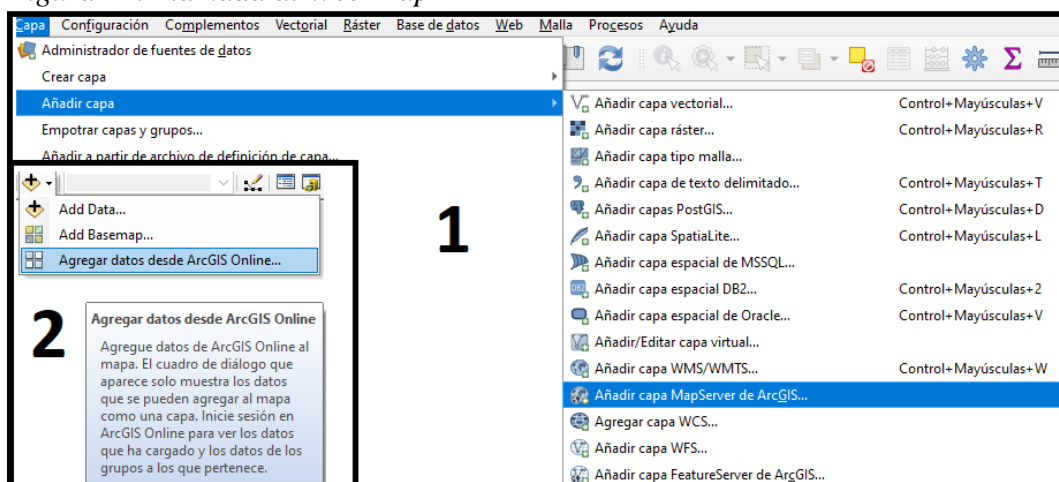 Capa Configuración Complementos Vectorial Ráster Base de datos Web Malla Procesos Ayuda
Administrador de fuentes de datos
Crear capa
Añadir capa
Empotrar capas y grupos...
Añadir a partir de archivo de definición de capa...
Añadir capa vectorial... Control+Mayúsculas+V
Añadir capa ráster... Control+Mayúsculas+R
Añadir capa tipo malla...
Añadir capa de texto delimitado... Control+Mayúsculas+T
Añadir capas PostGIS... Control+Mayúsculas+D
Añadir capa SpatiaLite... Control+Mayúsculas+L
Añadir capa espacial de MSSQL...
Añadir capa espacial DB2... Control+Mayúsculas+2
Añadir capa espacial de Oracle... Control+Mayúsculas+V
Añadir/Editar capa virtual...
Añadir capa WMS/WMTS... Control+Mayúsculas+W
Añadir capa MapServer de ArcGIS...
Agregar capa WCS...
Añadir capa WFS...
Añadir capa FeatureServer de ArcGIS...
1
Add Data...
Add Basemap...
Agregar datos desde ArcGIS Online...
2
Agregar datos desde ArcGIS Online
Agregue datos de ArcGIS Online al
mapa. El cuadro de diálogo que
aparece solo muestra los datos
que se pueden agregar al mapa
como una capa. Inicie sesión en
ArcGIS Online para ver los datos
que ha cargado y los datos de los
grupos a los que pertenece.